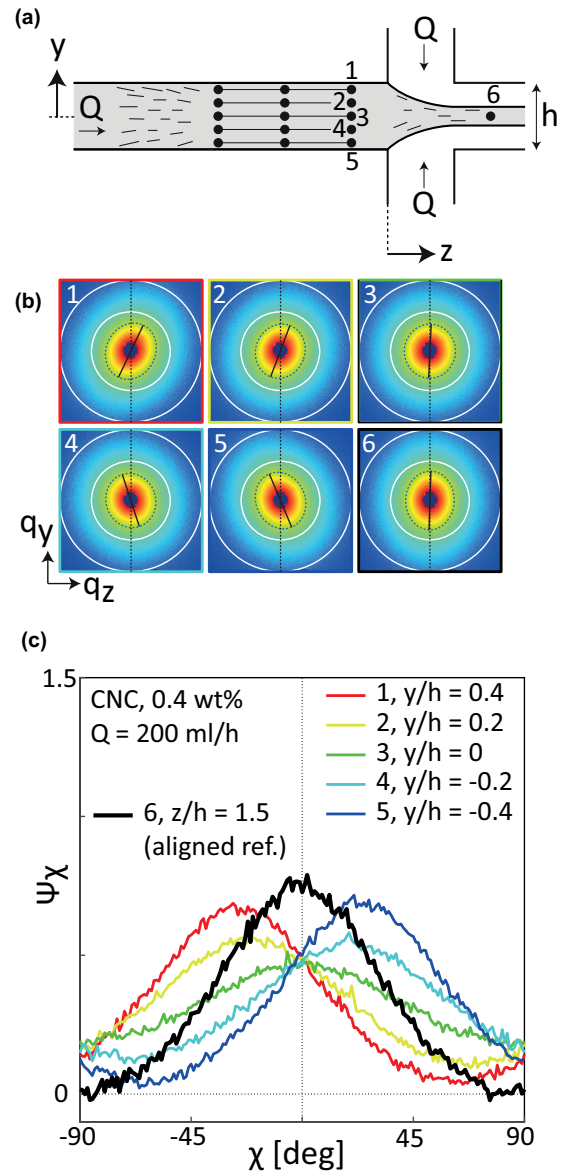 (a)
y
Q
1
2
3
4
5
6
h
Q
Q
z
(b)
1 2 3
4 5 6
qy
qz
(c)
1.5
CNC, 0.4 wt%
Q = 200 ml/h
1, y/h = 0.4
2, y/h = 0.2
3, y/h = 0
4, y/h = -0.2
5, y/h = -0.4
6, z/h = 1.5
(aligned ref.)
Ψχ
0
-90 -45 45 90
χ [deg]